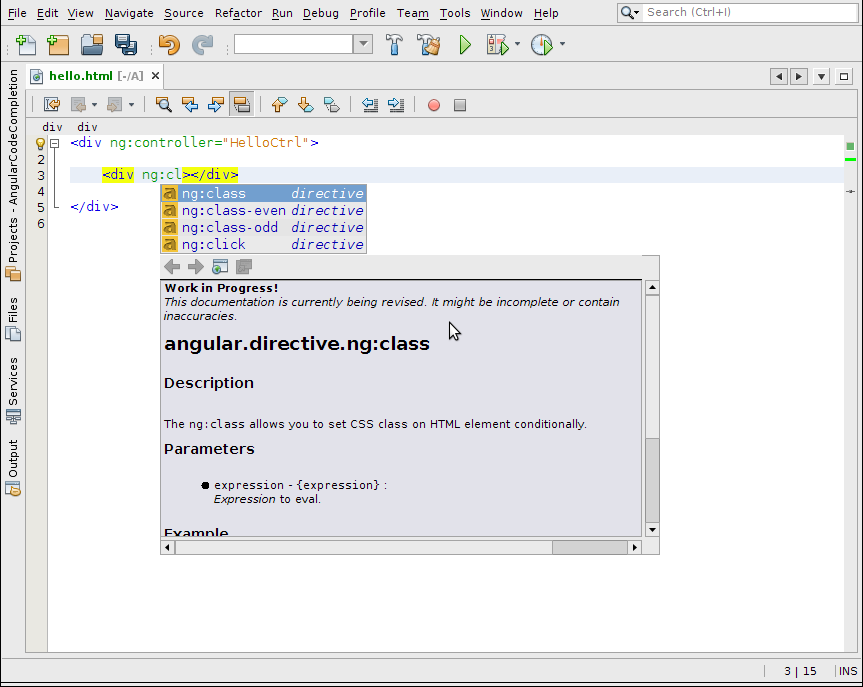 File Edit View Navigate Source Refactor Run Debug Profile Team Tools Window Help Search (Ctrl+I)
hello.html [-/A]
div div
<div ng:controller="HelloCtrl">
2
3 <div ng:cl></div>
4
5 </div>
6
ng:class directive
ng:class-even directive
ng:class-odd directive
ng:click directive
Work in Progress!
This documentation is currently being revised. It might be incomplete or contain
inaccuracies.
angular.directive.ng:class
Description
The ng:class allows you to set CSS class on HTML element conditionally.
Parameters
expression - {expression} :
Expression to eval.
Example
Projects - AngularCodeCompletion
Files
Services
Output
3 | 15 INS